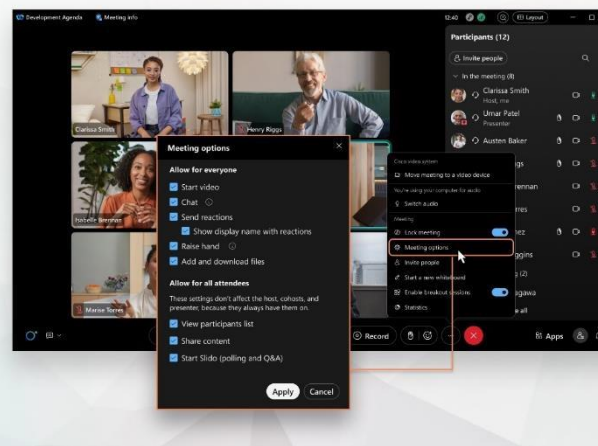 Development Agenda
Meeting info
12:40
Layout
Participants (12)
Invite people
In the meeting (8)
Clarissa Smith
Host, me
Umar Patel
Presenter
Austen Baker
Clarissa Smith
Henry Riggs
Isabelle Brennan
Marise Torres
Meeting options
Allow for everyone
Start video
Chat
Send reactions
Show display name with reactions
Raise hand
Add and download files
Allow for all attendees
These settings don't affect the host, cohosts, and
presenter, because they always have them on.
View participants list
Share content
Start Slido (polling and Q&A)
Apply
Cancel
Cisco video system
Move meeting to a video device
You're using your computer for audio
Switch audio
Meeting
Lock meeting
Meeting options
Invite people
Start a new whiteboard
Enable breakout sessions
Statistics
Record
Apps